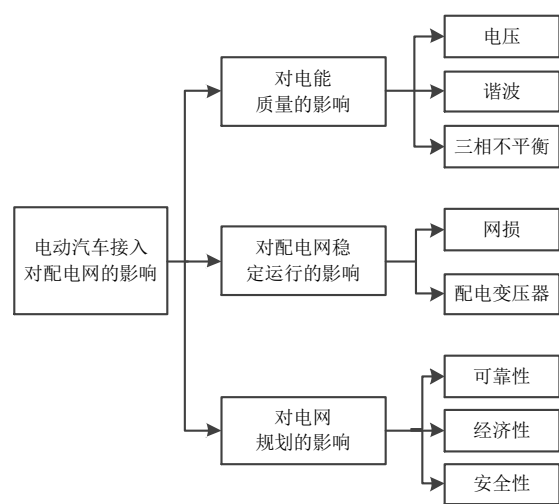 电动汽车接入
对配电网的影响
对电能
质量的影响
电压
谐波
三相不平衡
对配电网稳
定运行的影响
网损
配电变压器
对电网
规划的影响
可靠性
经济性
安全性